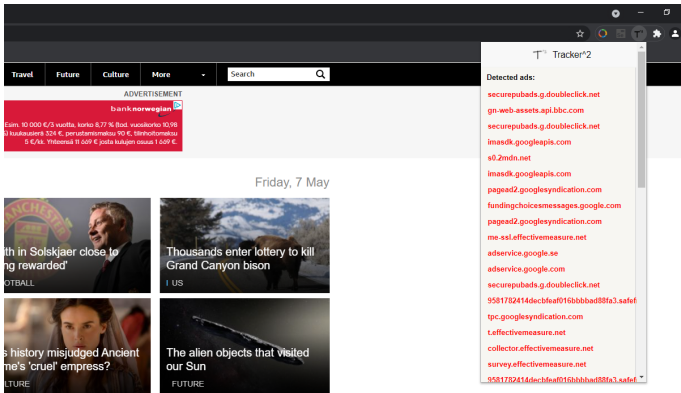 Tracker^2
Travel
Future
Culture
More
Search
Detected ads:
ADVERTISEMENT
bank norwegian
Esim. 10 000 €/3 vuotta, korko 8,77 % (tod. vuosikorko 10,98
kuukausierä 324 €, perustamismaksu 90 €, tilinhoitomaksu
5 €/kk. Yhteensä 11 669 € josta kulujen osuus 1 669 €.
Friday, 7 May
MANCHESTER
ith in Solskjaer close to
ng rewarded'
OOTBALL
Thousands enter lottery to kill
Grand Canyon bison
US
s history misjudged Ancient
me's 'cruel' empress?
LTURE
The alien objects that visited
our Sun
FUTURE
securepubads.g.doubleclick.net
gn-web-assets.api.bbc.com
securepubads.g.doubleclick.net
imasdk.googleapis.com
s0.2mdn.net
imasdk.googleapis.com
pagead2.googlesyndication.com
fundingchoicesmessages.google.com
pagead2.googlesyndication.com
me-ssl.effectivemeasure.net
adservice.google.se
adservice.google.com
securepubads.g.doubleclick.net
9581782414decbfeaf016bbbbad88fa3.safef
tpc.googlesyndication.com
t.effectivemeasure.net
collector.effectivemeasure.net
survey.effectivemeasure.net
9581782414decbfeaf016bbbbad88fa3.safef